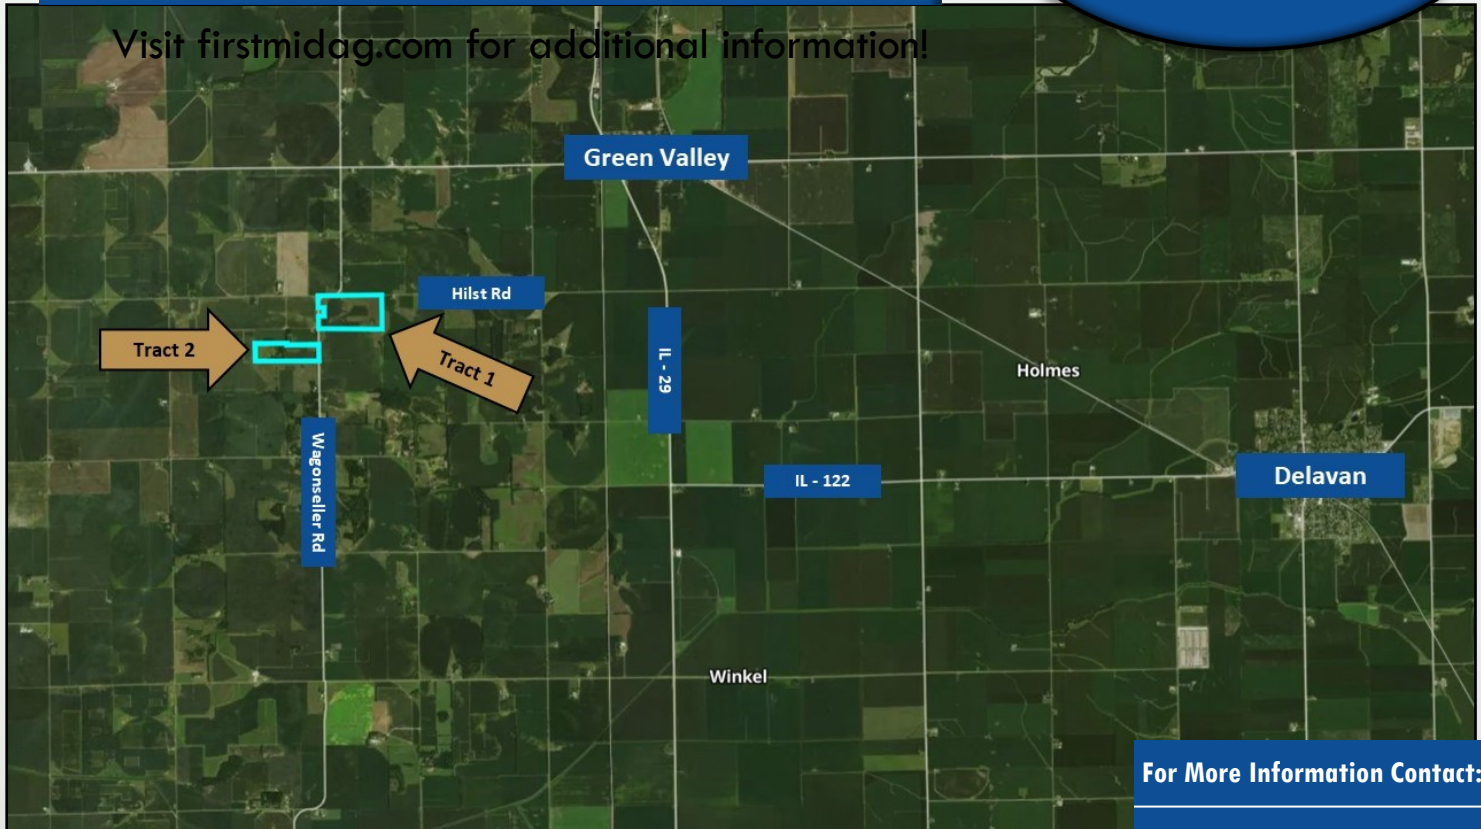 Visit firstmidag.com for additional information!
Green Valley
Hilst Rd
Tract 2
Tract 1
IL - 29
Holmes
Wagonseller Rd
IL - 122
Delavan
Winkel
For More Information Contact: